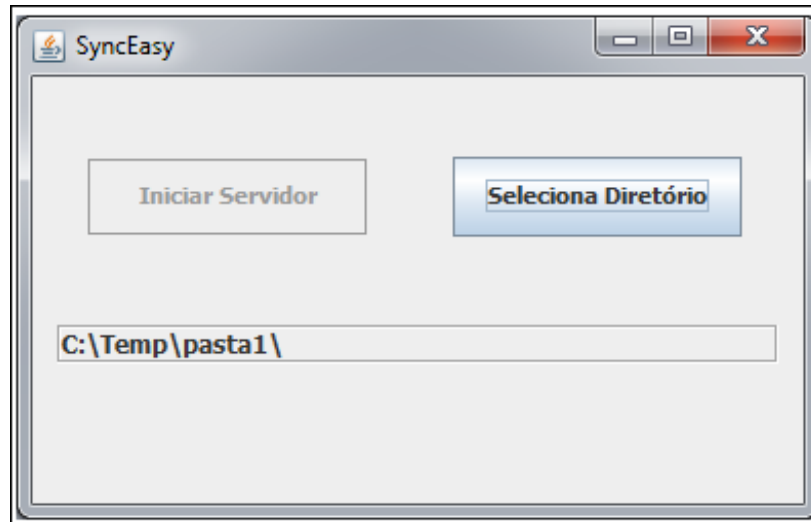 SyncEasy
Iniciar Servidor
Seleciona Diretório
C:\Temp\pasta1\